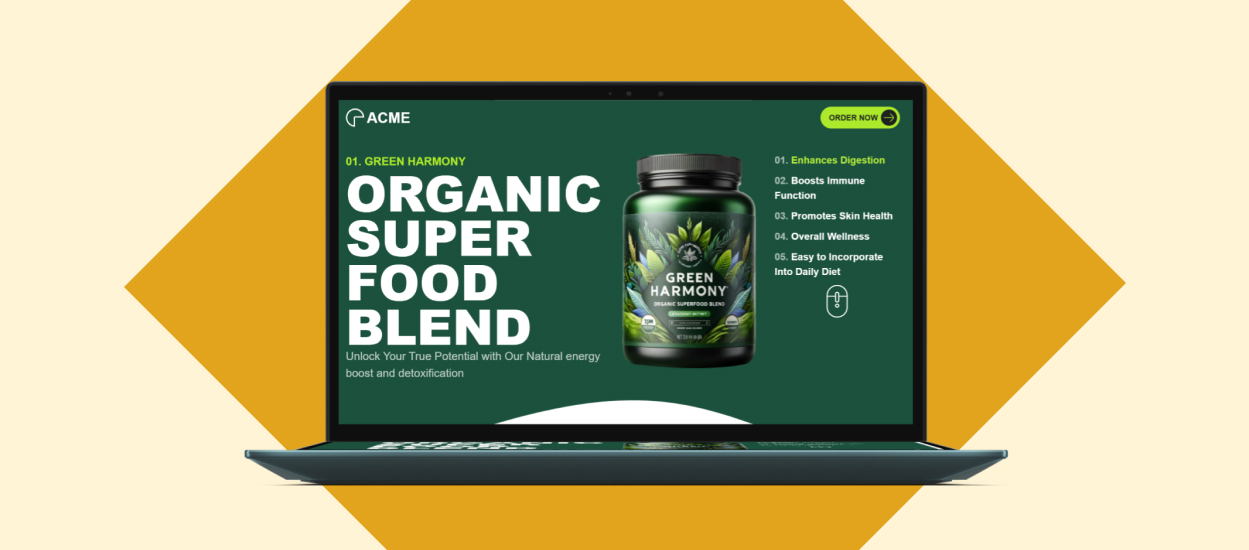 ACME
ORDER NOW
01. GREEN HARMONY
ORGANIC
SUPER
FOOD
BLEND
Unlock Your True Potential with Our Natural energy
boost and detoxification
GREEN
HARMONY
ORGANIC SUPERFOOD BLEND
01. Enhances Digestion
02. Boosts Immune
Function
03. Promotes Skin Health
04. Overall Wellness
05. Easy to Incorporate
Into Daily Diet